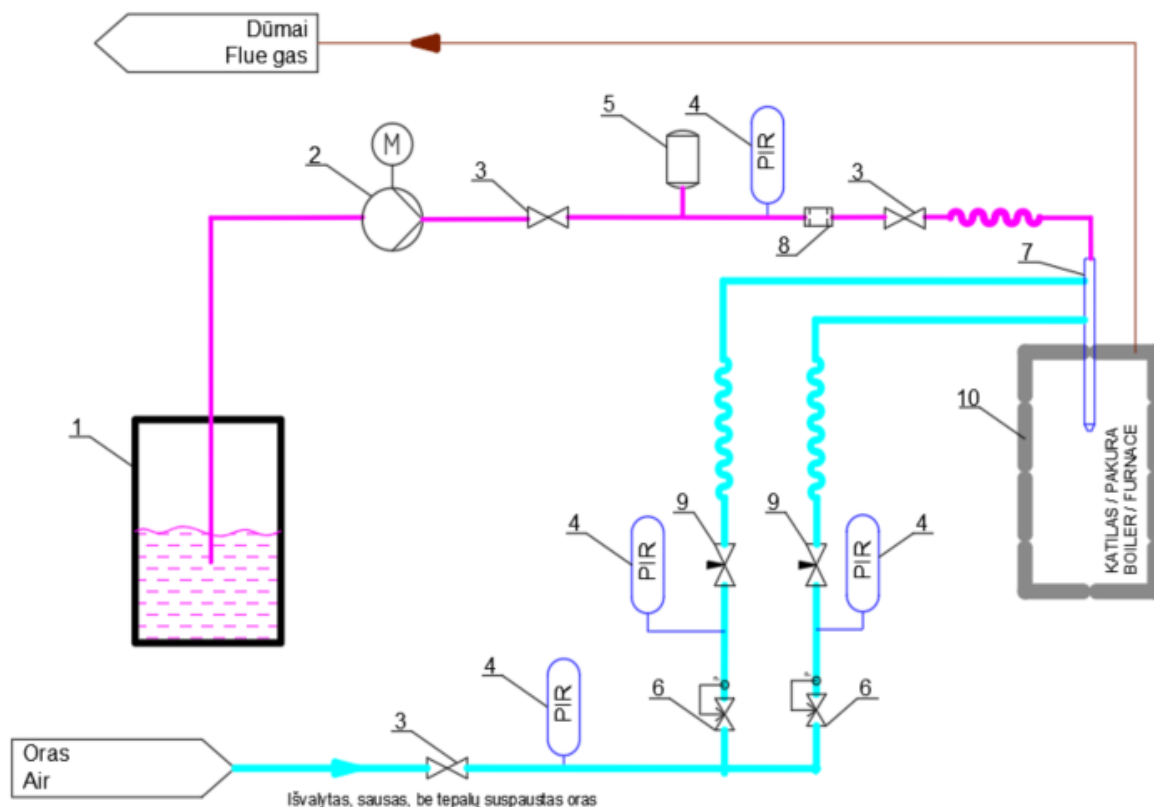 Dūmai
Flue gas
5
4
PIR
M
2
3
3
8
7
1
10
KATILAS / PAKURA
BOILER / FURNACE
4
PIR
9
9
4
PIR
4
PIR
6
6
3
Oras
Air
Išvalytas, sausas, be tepalų suspaustas oras